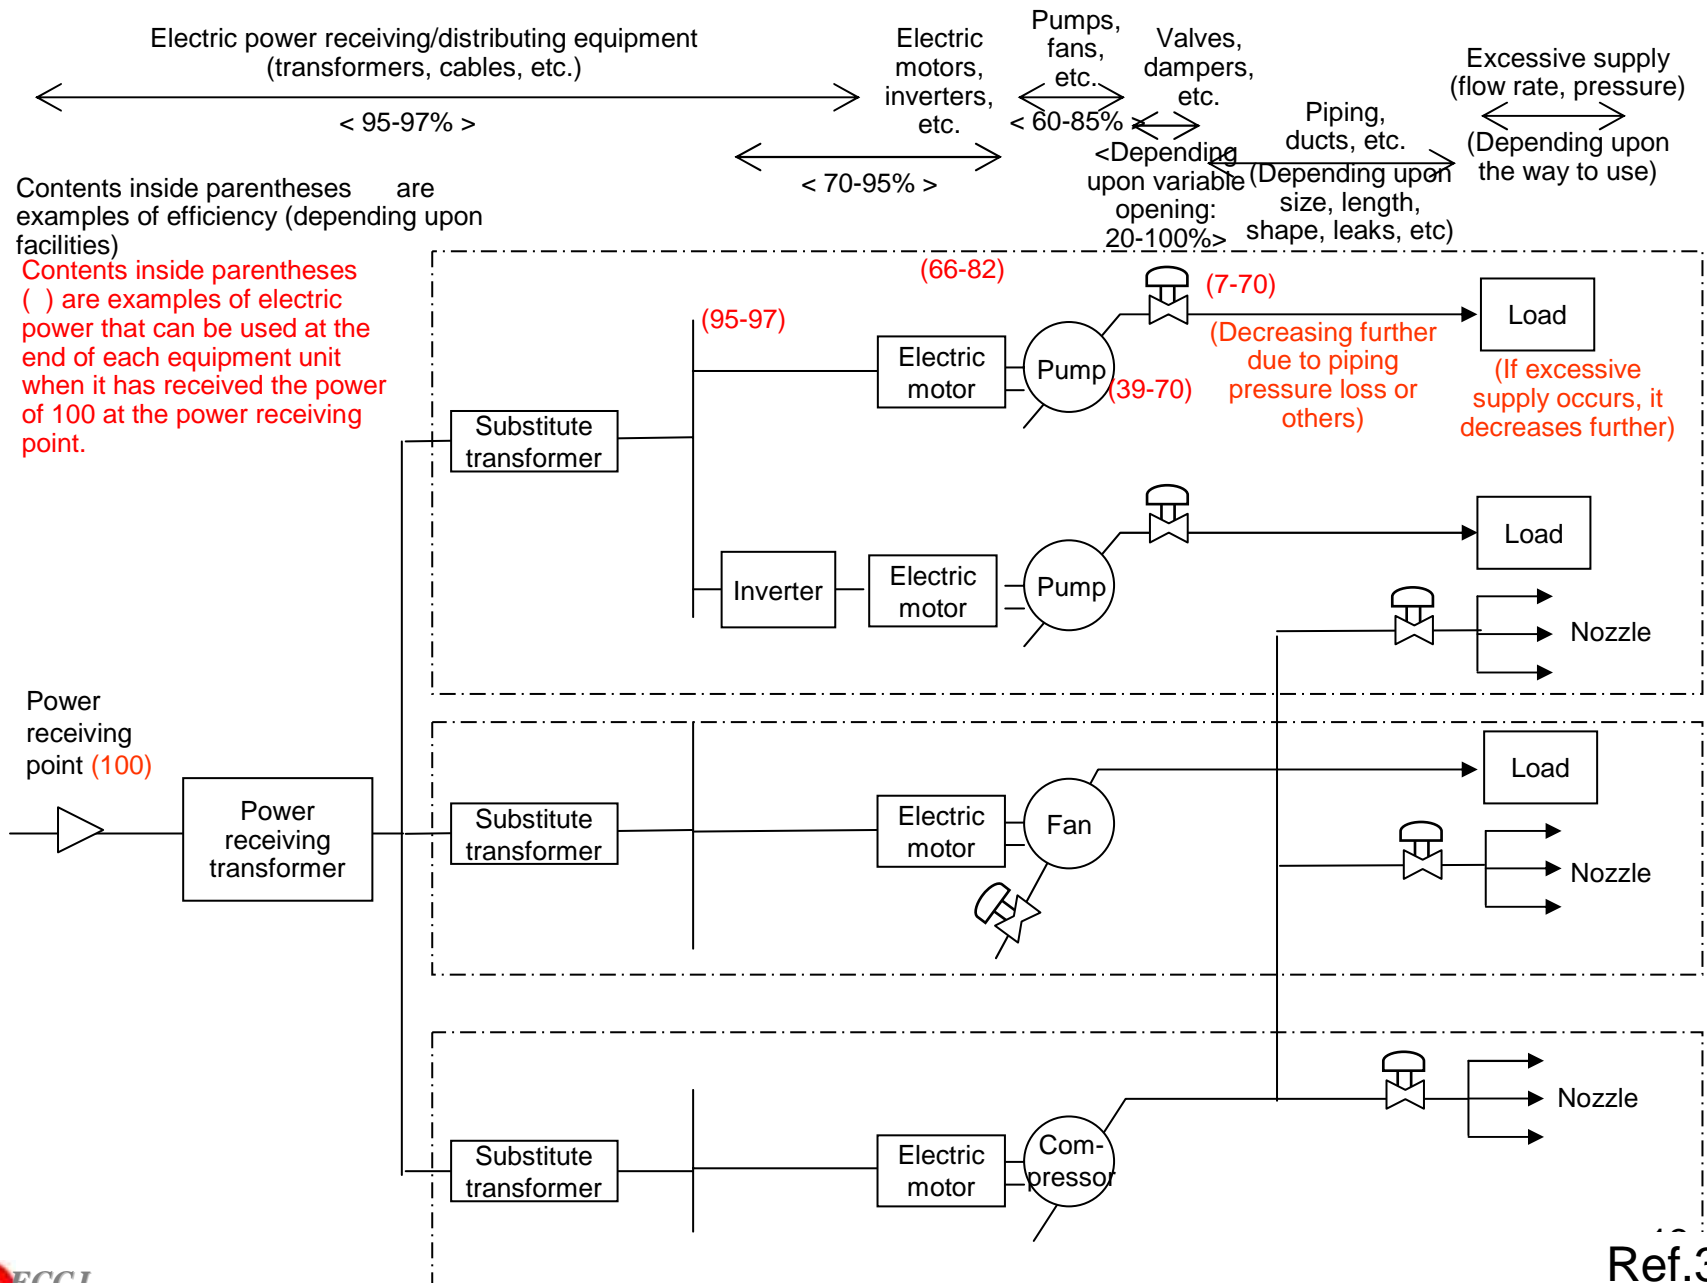 Electric power receiving/distributing equipment
(transformers, cables, etc.)
< 95-97% >
Electric
motors,
inverters,
etc.
< 70-95% >
Pumps,
fans,
etc.
< 60-85% >
Valves,
dampers,
etc.
<Depending
upon variable
opening:
20-100%>
Piping,
ducts, etc.
(Depending upon
size, length,
shape, leaks, etc)
Excessive supply
(flow rate, pressure)
(Depending upon
the way to use)
Contents inside parentheses are
examples of efficiency (depending upon
facilities)
Contents inside parentheses
( ) are examples of electric
power that can be used at the
end of each equipment unit
when it has received the power
of 100 at the power receiving
point.
(95-97)
(66-82)
(39-70)
(7-70)
(Decreasing further
due to piping
pressure loss or
others)
(If excessive
supply occurs, it
decreases further)
Substitute
transformer
Electric
motor
Pump
Load
Inverter
Electric
motor
Pump
Load
Nozzle
Power
receiving
point (100)
Power
receiving
transformer
Substitute
transformer
Electric
motor
Fan
Load
Nozzle
Substitute
transformer
Electric
motor
Com-
pressor
Nozzle
Ref.3
ECCJ